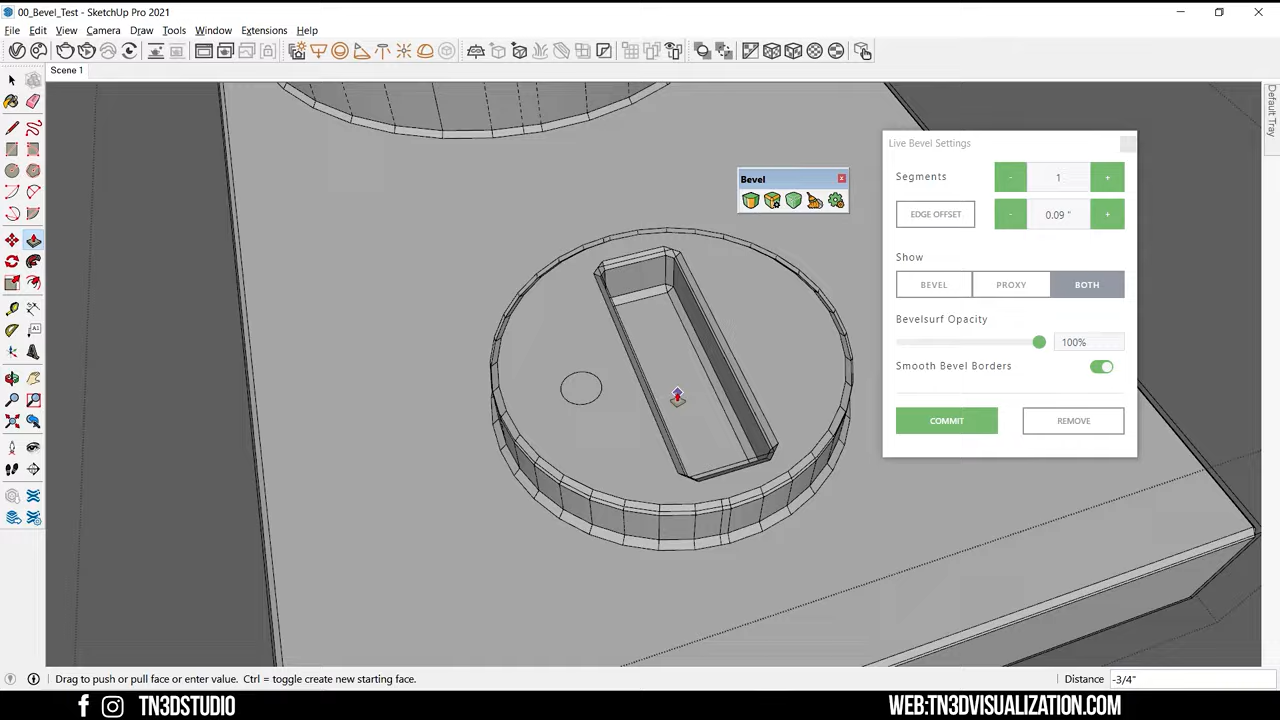 00_Bevel_Test - SketchUp Pro 2021
File Edit View Camera Draw Tools Window Extensions Help
Scene 1
Default Tray
Live Bevel Settings
Segments - 1 +
EDGE OFFSET - 0.09 " +
Show
BEVEL PROXY BOTH
Bevelsurf Opacity
100%
Smooth Bevel Borders
COMMIT REMOVE
Bevel
Drag to push or pull face or enter value. Ctrl = toggle create new starting face.
Distance -3/4"
TN3DSTUDIO
WEB:TN3DVISUALIZATION.COM